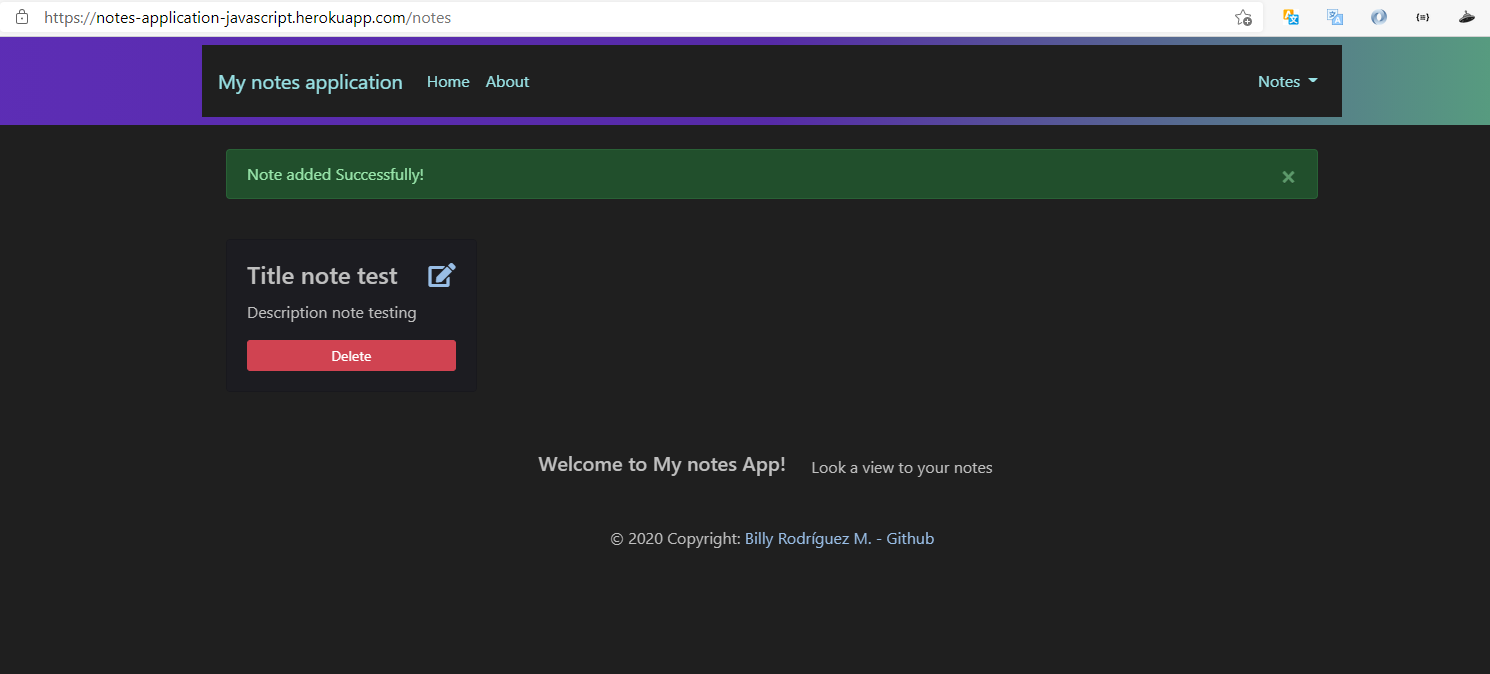 https://notes-application-javascript.herokuapp.com/notes
My notes application Home About Notes
Note added Successfully!
×
Title note test
Description note testing
Delete
Welcome to My notes App! Look a view to your notes
© 2020 Copyright: Billy Rodríguez M. - Github